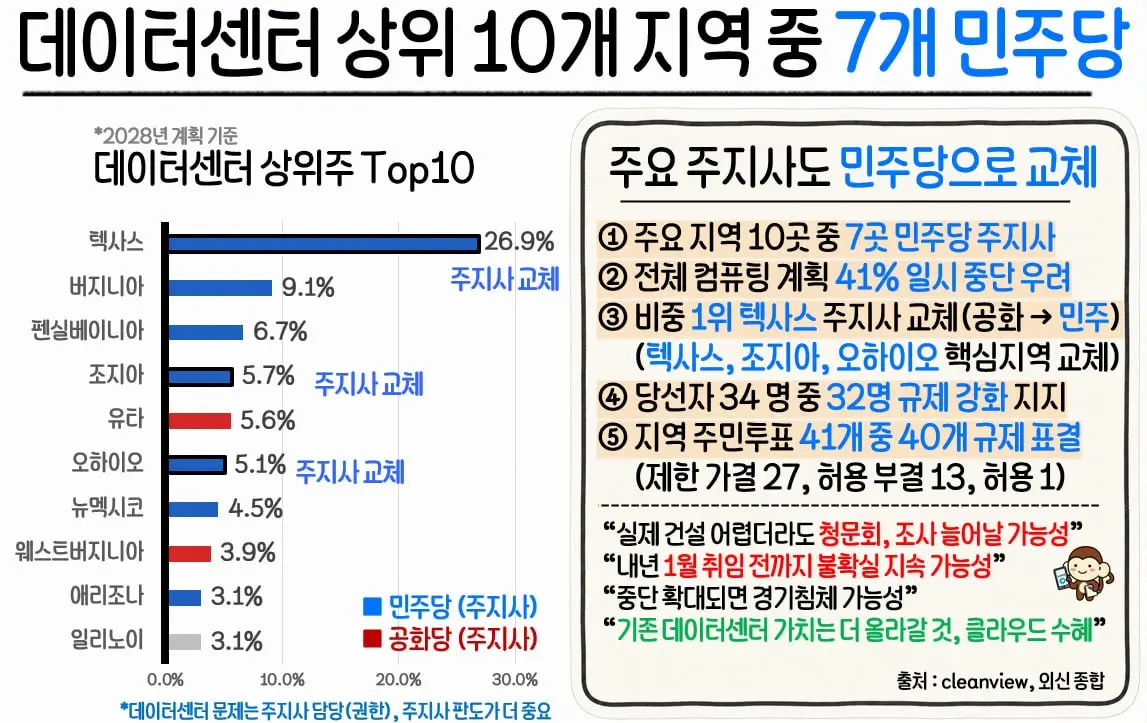 데이터센터 상위 10개 지역 중 7개 민주당
*2028년 계획 기준
데이터센터 상위주 Top10
텍사스 26.9%
주지사 교체
버지니아 9.1%
펜실베이니아 6.7%
조지아 5.7% 주지사 교체
유타 5.6%
오하이오 5.1% 주지사 교체
뉴멕시코 4.5%
웨스트버지니아 3.9%
애리조나 3.1%
일리노이 3.1%
민주당 (주지사)
공화당 (주지사)
0.0% 10.0% 20.0% 30.0%
*데이터센터 문제는 주지사 담당(권한), 주지사 판도가 더 중요
주요 주지사도 민주당으로 교체
① 주요 지역 10곳 중 7곳 민주당 주지사
② 전체 컴퓨팅 계획 41% 일시 중단 우려
③ 비중 1위 텍사스 주지사 교체(공화 → 민주)
(텍사스, 조지아, 오하이오 핵심지역 교체)
④ 당선자 34 명 중 32명 규제 강화 지지
⑤ 지역 주민투표 41개 중 40개 규제 표결
(제한 가결 27, 허용 부결 13, 허용 1)
“실제 건설 어렵더라도 청문회, 조사 늘어날 가능성”
“내년 1월 취임 전까지 불확실 지속 가능성”
“중단 확대되면 경기침체 가능성”
“기존 데이터센터 가치는 더 올라갈 것, 클라우드 수혜”
출처 : cleanview, 외신 종합